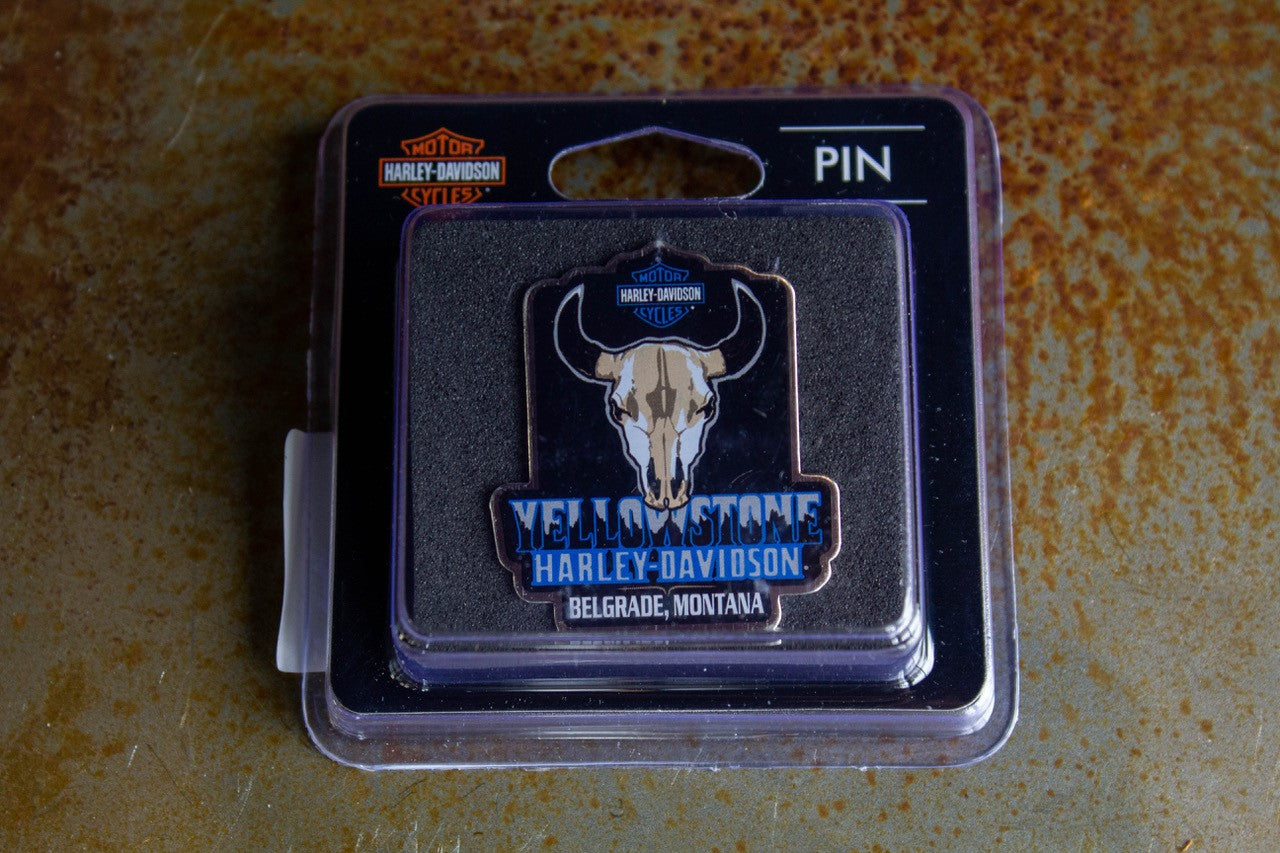 MOTOR
HARLEY-DAVIDSON
CYCLES
PIN
MOTOR
HARLEY-DAVIDSON
CYCLES
YELLOWSTONE
HARLEY-DAVIDSON
BELGRADE, MONTANA